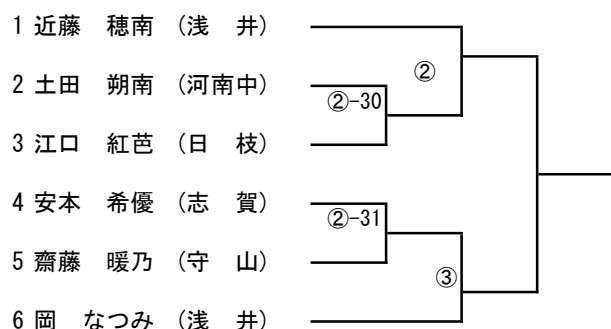 1 近藤　穂南 （浅　井）
②
2 土田　朔南 （河南中）
②-30
3 江口　紅芭 （日　枝）
4 安本　希優 （志　賀）
②-31
5 齋藤　暖乃 （守　山）
③
6 岡　なつみ （浅　井）